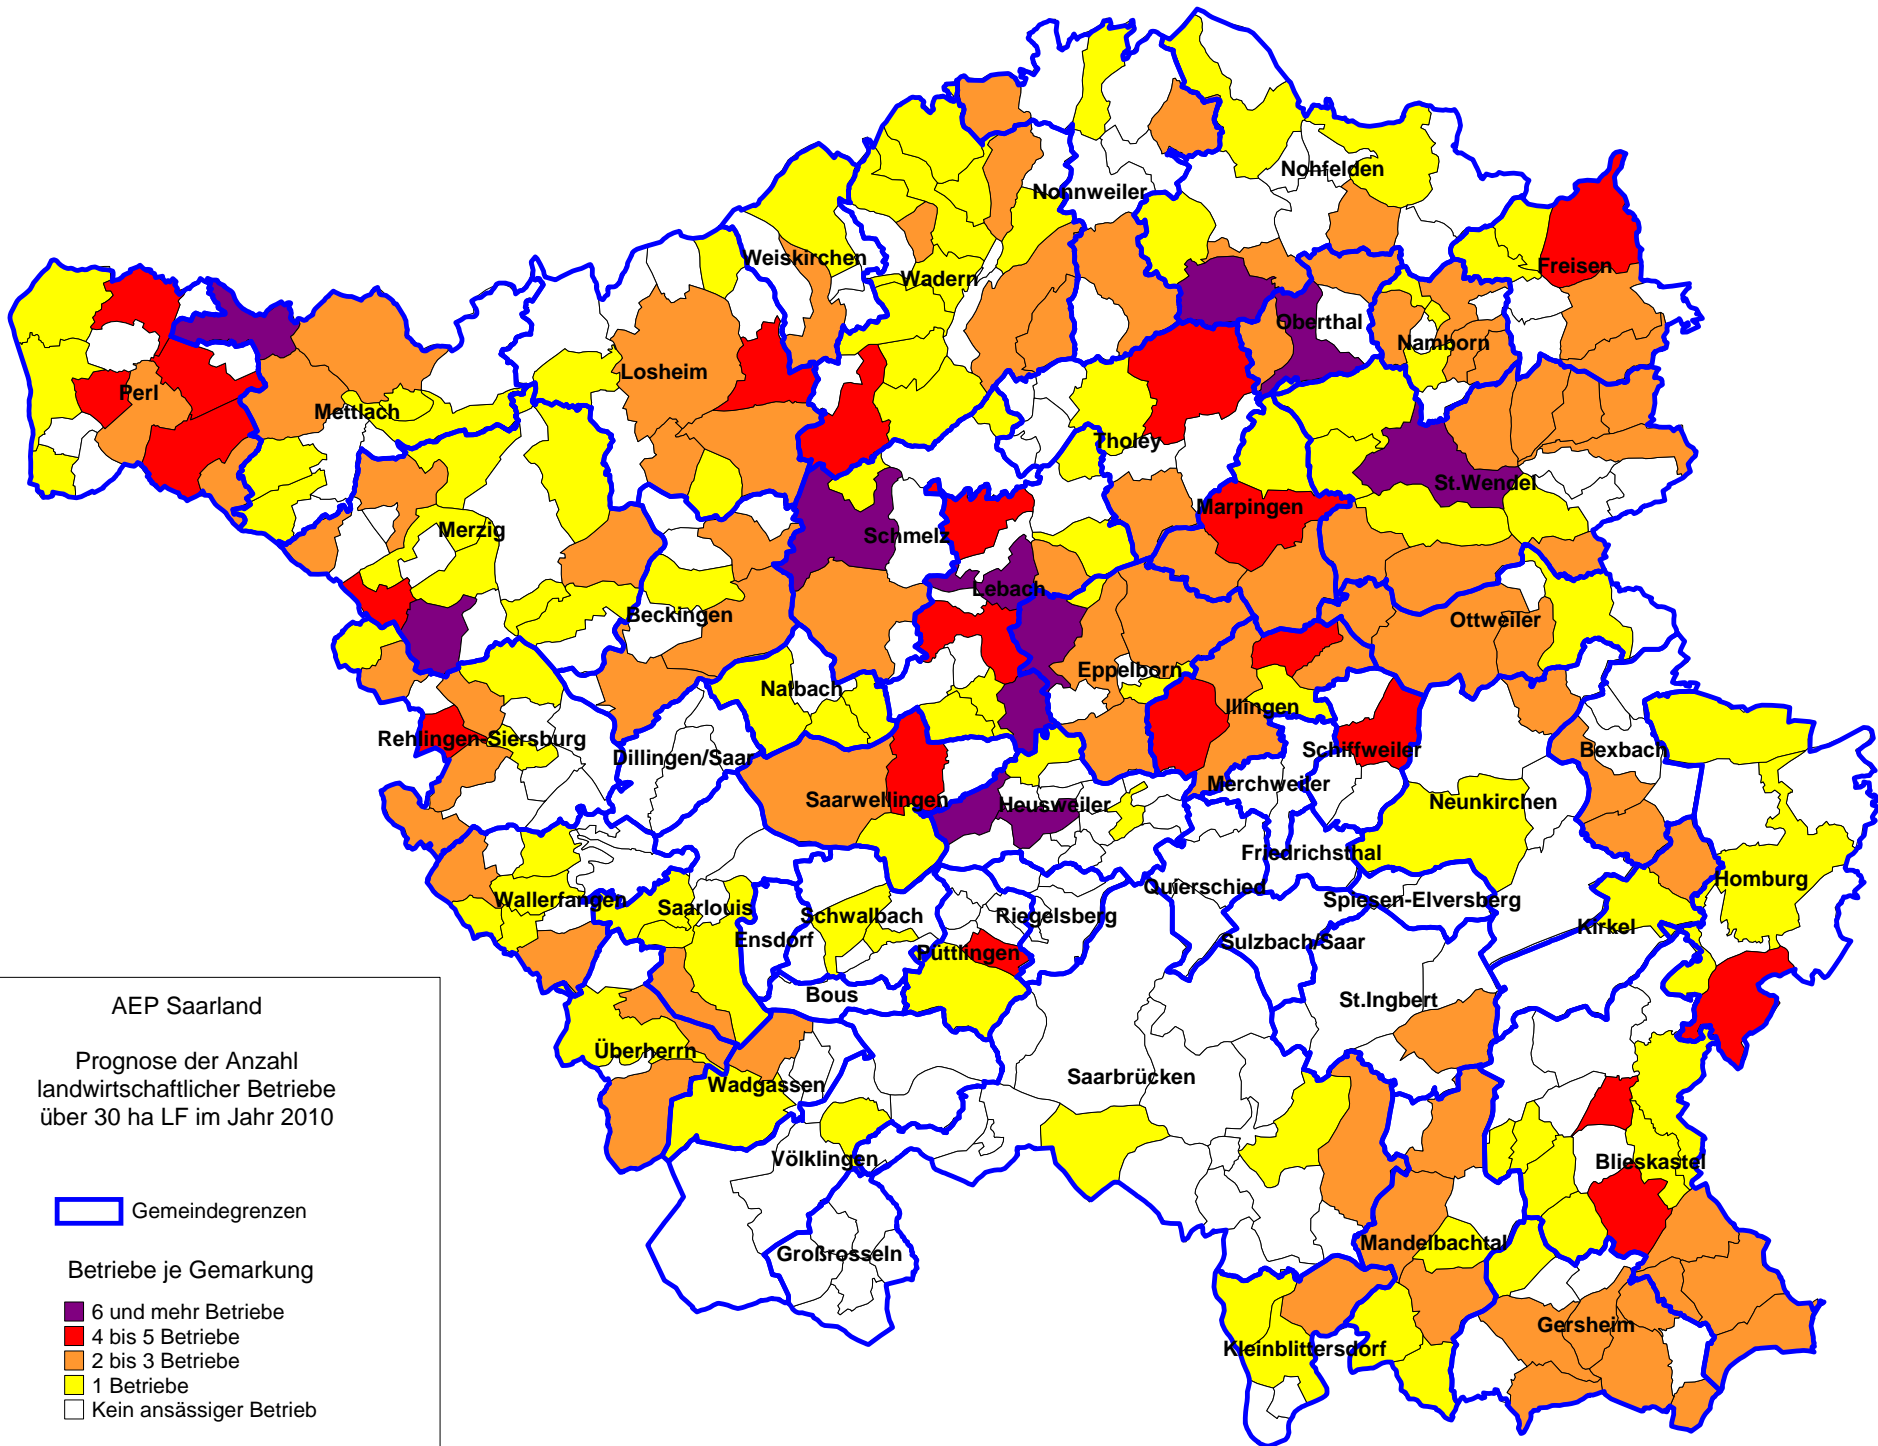 Nohfelden
Nonnweiler
Weiskirchen
Freisen
Wadern
Oberthal
Namborn
Losheim
Perl
Mettlach
Tholey
St.Wendel
Marpingen
Merzig
Schmelz
Lebach
Beckingen
Ottweiler
Eppelborn
Nalbach
Illingen
Rehlingen-Siersburg
Schiffweiler
Bexbach
Dillingen/Saar
Merchweiler
Saarwellingen
Heusweiler
Neunkirchen
Friedrichsthal
Homburg
Quierschied
Wallerfangen
Spiesen-Elversberg
Saarlouis
Schwalbach
Riegelsberg
Kirkel
Ensdorf
Sulzbach/Saar
Püttlingen
Bous
St.Ingbert
Überherrn
Saarbrücken
Wadgassen
Völklingen
Blieskastel
Mandelbachtal
Großrosseln
Gersheim
Kleinblittersdorf
AEP Saarland
Prognose der Anzahl
landwirtschaftlicher Betriebe
über 30 ha LF im Jahr 2010
Gemeindegrenzen
Betriebe je Gemarkung
6 und mehr Betriebe
4 bis 5 Betriebe
2 bis 3 Betriebe
1 Betriebe
Kein ansässiger Betrieb